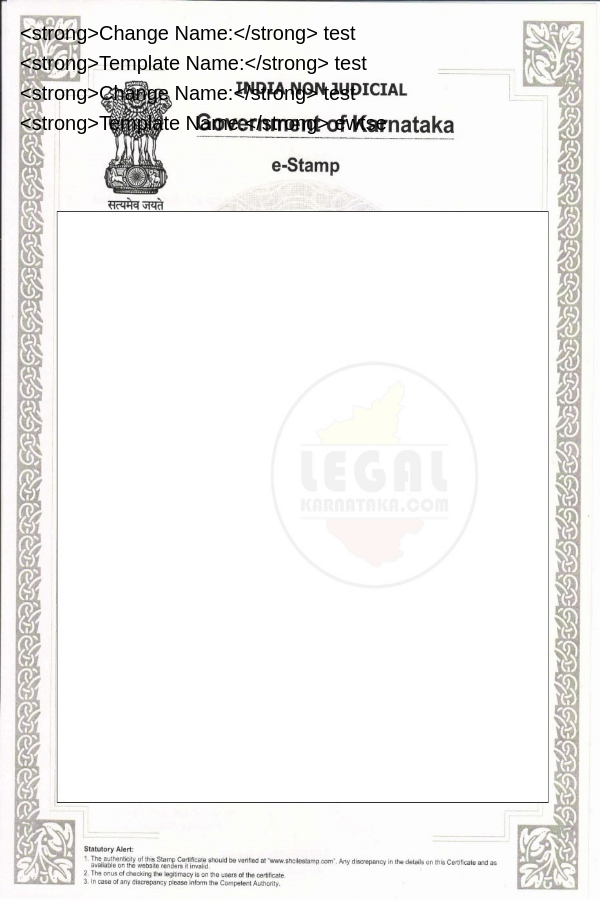 <strong>Change Name:</strong> test
<strong>Template Name:</strong> test
<strong>Change Name:</strong> test
INDIA NON JUDICIAL
<strong>Template Name:</strong> ewise
Government of Karnataka
e-Stamp
सत्यमेव जयते
LEGAL
KARNATAKA.COM
Statutory Alert:
1. The authenticity of this Stamp Certificate should be verified at "www.shcilestamp.com". Any discrepancy in the details on this Certificate and as
available on the website renders it invalid.
2. The onus of checking the legitimacy is on the users of the certificate.
3. In case of any discrepancy please inform the Competent Authority.